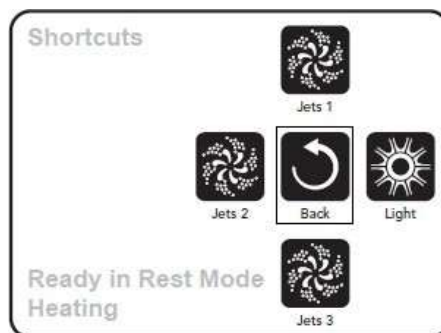 Shortcuts
Jets 1
Jets 2 Back Light
Ready in Rest Mode
Heating
Jets 3